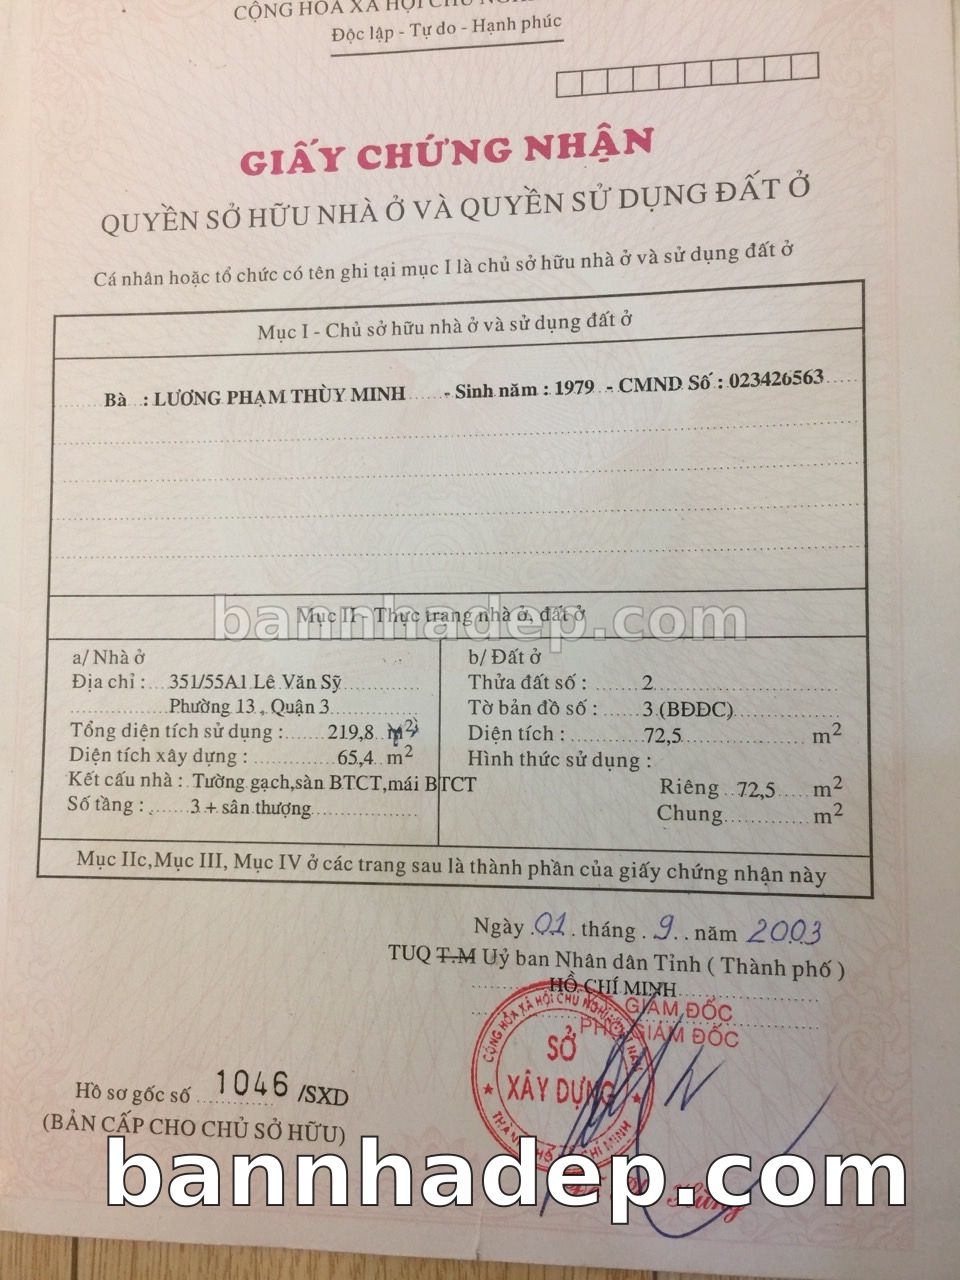 CỘNG HÒA XÃ HỘI CHỦ
Độc lập - Tự do - Hạnh phúc
GIẤY CHỨNG NHẬN
QUYỀN SỞ HỮU NHÀ Ở VÀ QUYỀN SỬ DỤNG ĐẤT Ở
Cá nhân hoặc tổ chức có tên ghi tại mục I là chủ sở hữu nhà ở và sử dụng đất ở
Mục I - Chủ sở hữu nhà ở và sử dụng đất ở
Bà : LƯƠNG PHẠM THÙY MINH - Sinh năm : 1979 - CMND Số : 023426563
Mục II - Thực trạng nhà ở, đất ở
bannhadep.com
a/ Nhà ở
Địa chỉ : 351/55A1 Lê Văn Sỹ
Phường 13 , Quận 3
Tổng diện tích sử dụng : 219,8 m2
Diện tích xây dựng : 65,4 m2
Kết cấu nhà : Tường gạch,sàn BTCT,mái BTCT
Số tầng : 3 + sân thượng
b/ Đất ở
Thửa đất số : 2
Tờ bản đồ số : 3 (BĐĐC)
Diện tích : 72,5 m2
Hình thức sử dụng :
Riêng 72,5 m2
Chung m2
Mục IIc,Mục III, Mục IV ở các trang sau là thành phần của giấy chứng nhận này
Ngày 01 tháng 9 năm 2003
TUQ T.M Uỷ ban Nhân dân Tỉnh ( Thành phố )
HỒ CHÍ MINH
GIÁM ĐỐC
PHÓ GIÁM ĐỐC
CỘNG HÒA XÃ HỘI CHỦ NGHĨA
SỞ
XÂY DỰNG
THÀNH PHỐ CHÍ MINH
Hồ sơ gốc số 1046 /SXD
(BẢN CẤP CHO CHỦ SỞ HỮU)
bannhadep.com